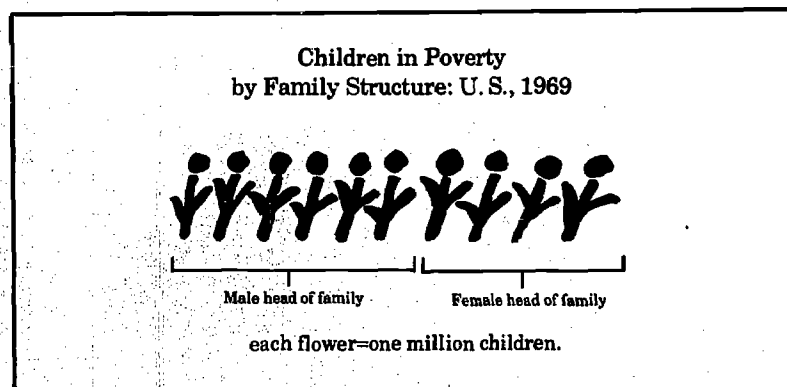 Children in Poverty
by Family Structure: U.S., 1969
Male head of family
Female head of family
each flower=one million children.